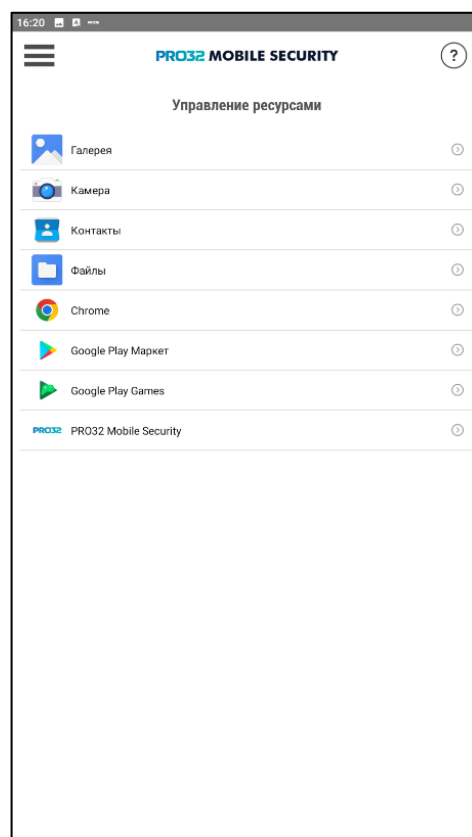 16:20
PRO32 MOBILE SECURITY
?
Управление ресурсами
Галерея
Камера
Контакты
Файлы
Chrome
Google Play Маркет
Google Play Games
PRO32 PRO32 Mobile Security